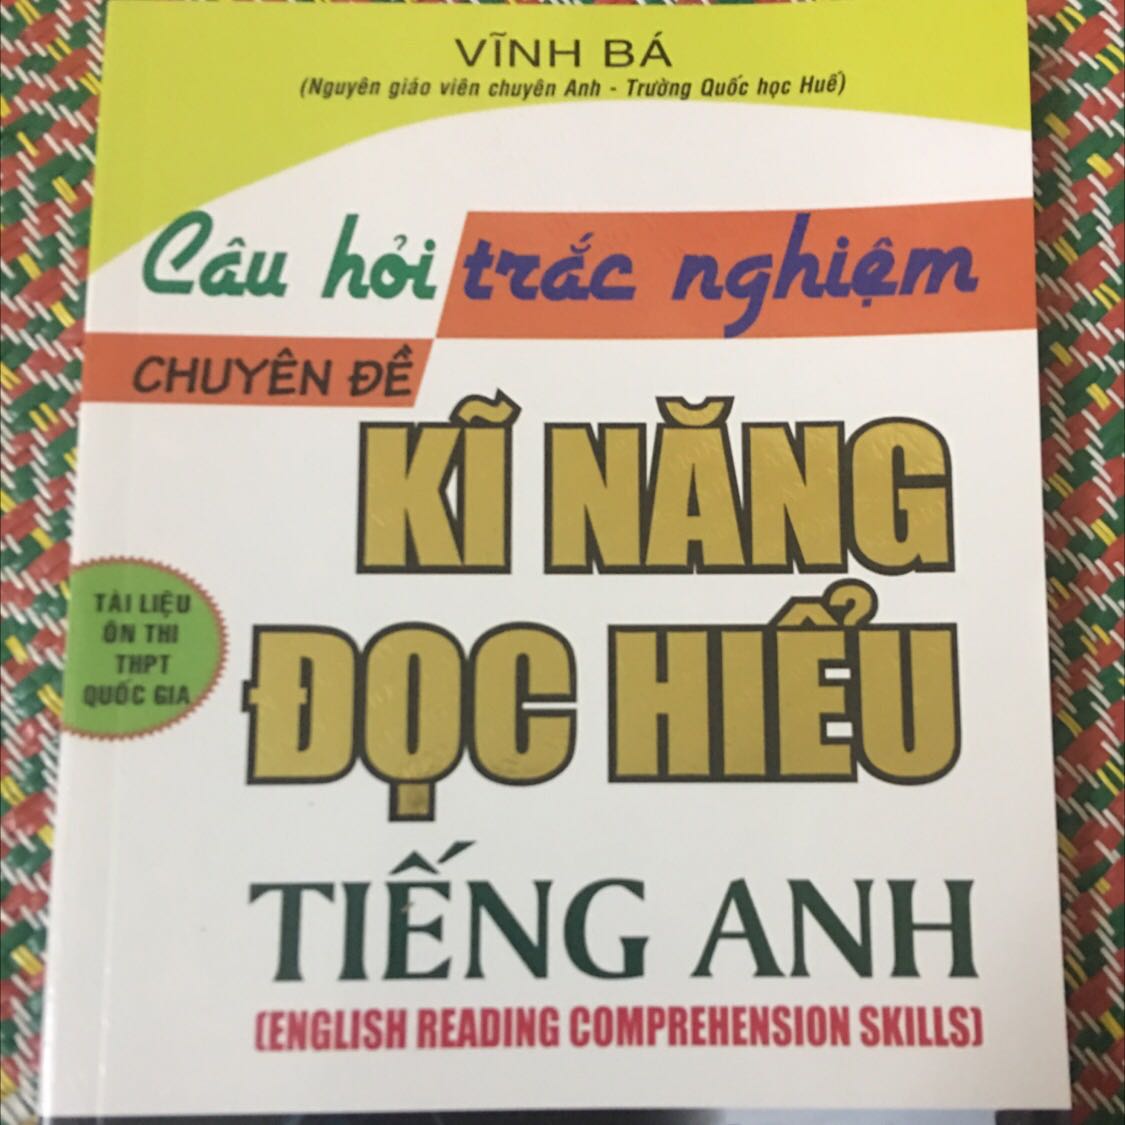 VĨNH BÁ
(Nguyên giáo viên chuyên Anh - Trường Quốc học Huế)
Câu hỏi trắc nghiệm
CHUYÊN ĐỀ
KĨ NĂNG
ĐỌC HIỂU
TÀI LIỆU
ÔN THI
THPT
QUỐC GIA
TIẾNG ANH
(ENGLISH READING COMPREHENSION SKILLS)